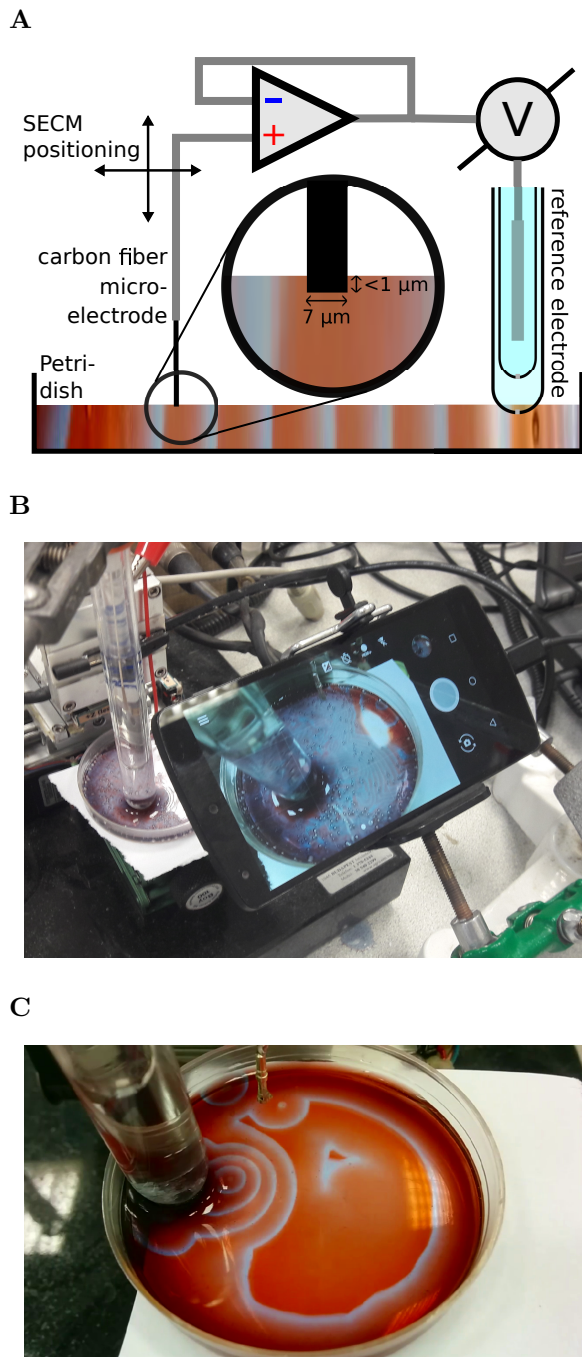 A
SECM
positioning
-
+
V
carbon fiber
micro-
electrode
<1 µm
7 µm
reference electrode
Petri-
dish
B
C